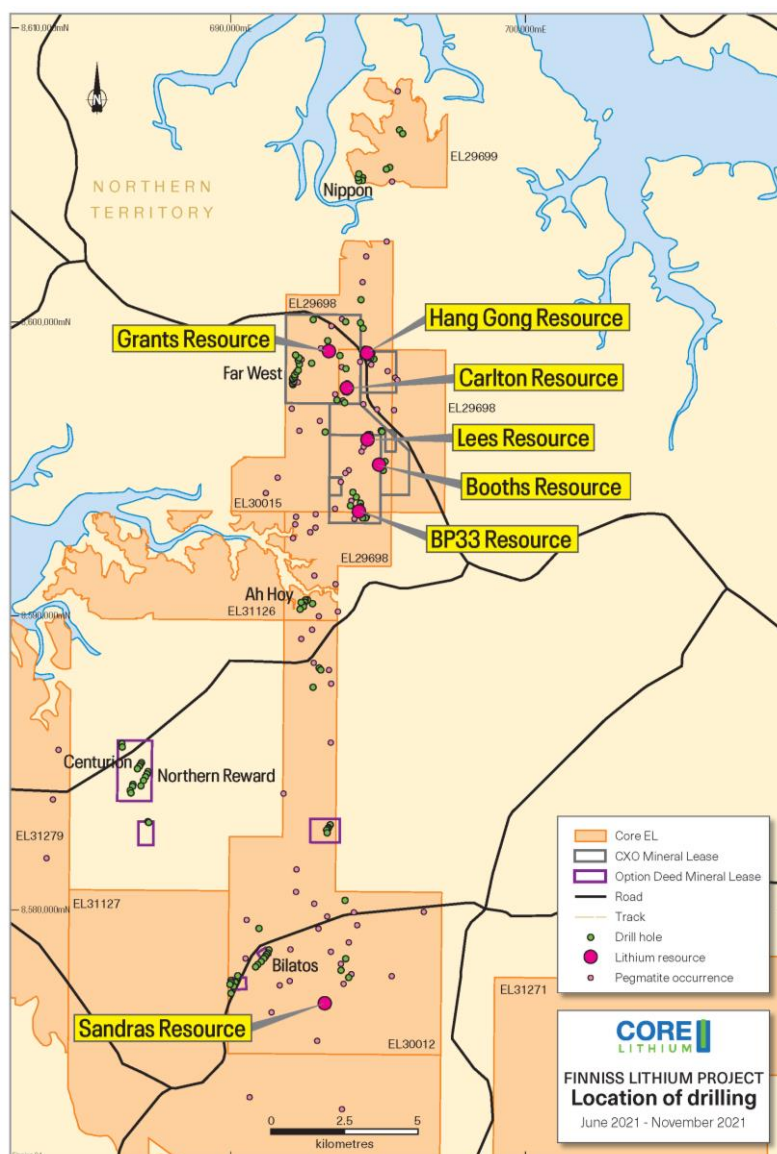 8,610,000mN
690,000mE
700,000mE
N
NORTHERN
TERRITORY
Nippon
EL29699
EL29698
8,600,000mN
Hang Gong Resource
Grants Resource
Far West
Carlton Resource
EL29698
Lees Resource
Booths Resource
EL30015
BP33 Resource
EL29698
Ah Hoy
EL31126
8,590,000mN
Centurion
Northern Reward
EL31279
EL31127
8,580,000mN
Bilatos
EL31271
Sandras Resource
EL30012
0 2.5 5
kilometres
Core EL
CXO Mineral Lease
Option Deed Mineral Lease
Road
Track
Drill hole
Lithium resource
Pegmatite occurrence
CORE
LITHIUM
FINNISS LITHIUM PROJECT
Location of drilling
June 2021 - November 2021